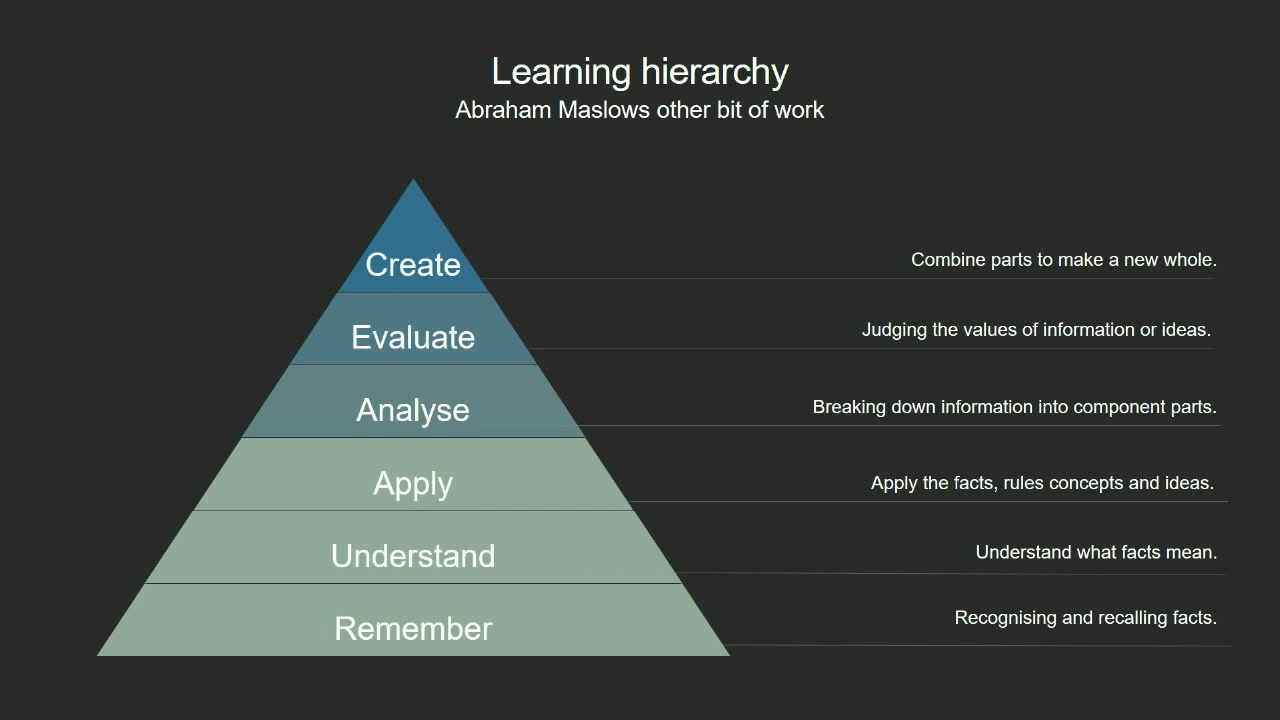 Learning hierarchy
Abraham Maslows other bit of work
Create
Combine parts to make a new whole.
Evaluate
Judging the values of information or ideas.
Analyse
Breaking down information into component parts.
Apply
Apply the facts, rules concepts and ideas.
Understand
Understand what facts mean.
Remember
Recognising and recalling facts.